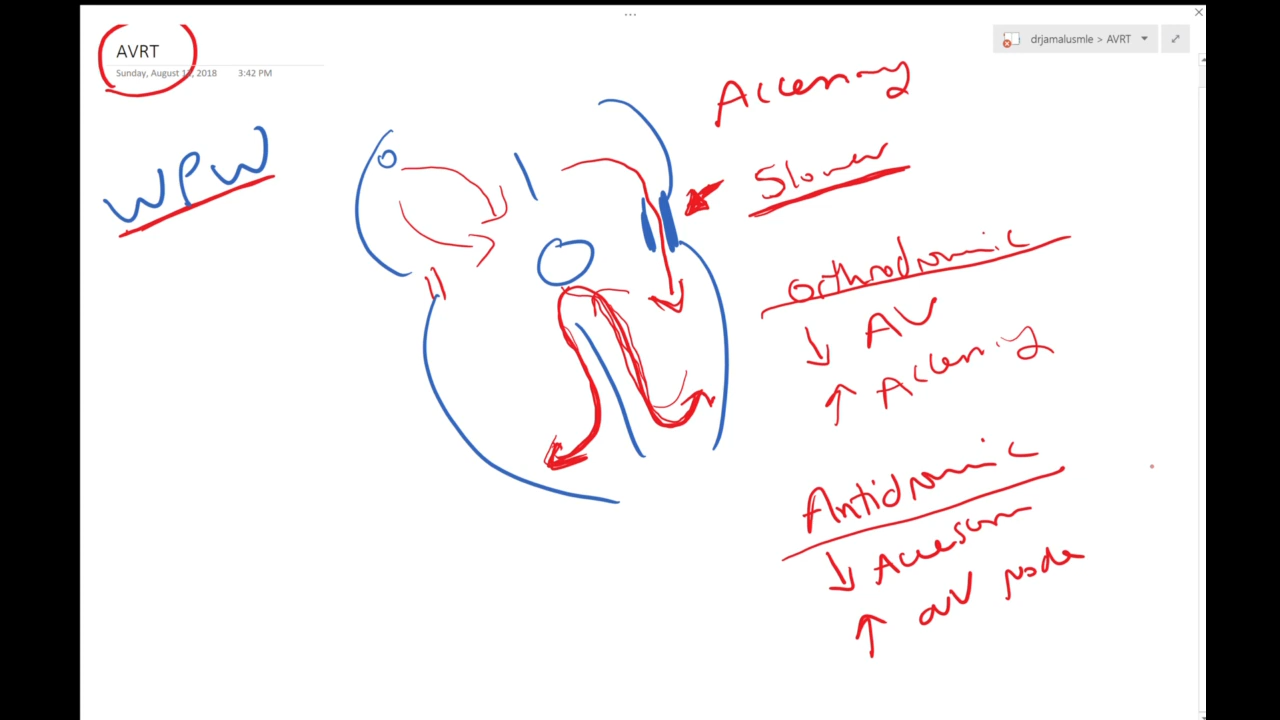 AVRT
Sunday, August 1, 2018 3:42 PM
drjamalusmle > AVRT
WPW
Accessory
Slower
Orthrodromic
↓ AV
↑ Accessory
Antidromic
↓ Accessory
↑ AV Node